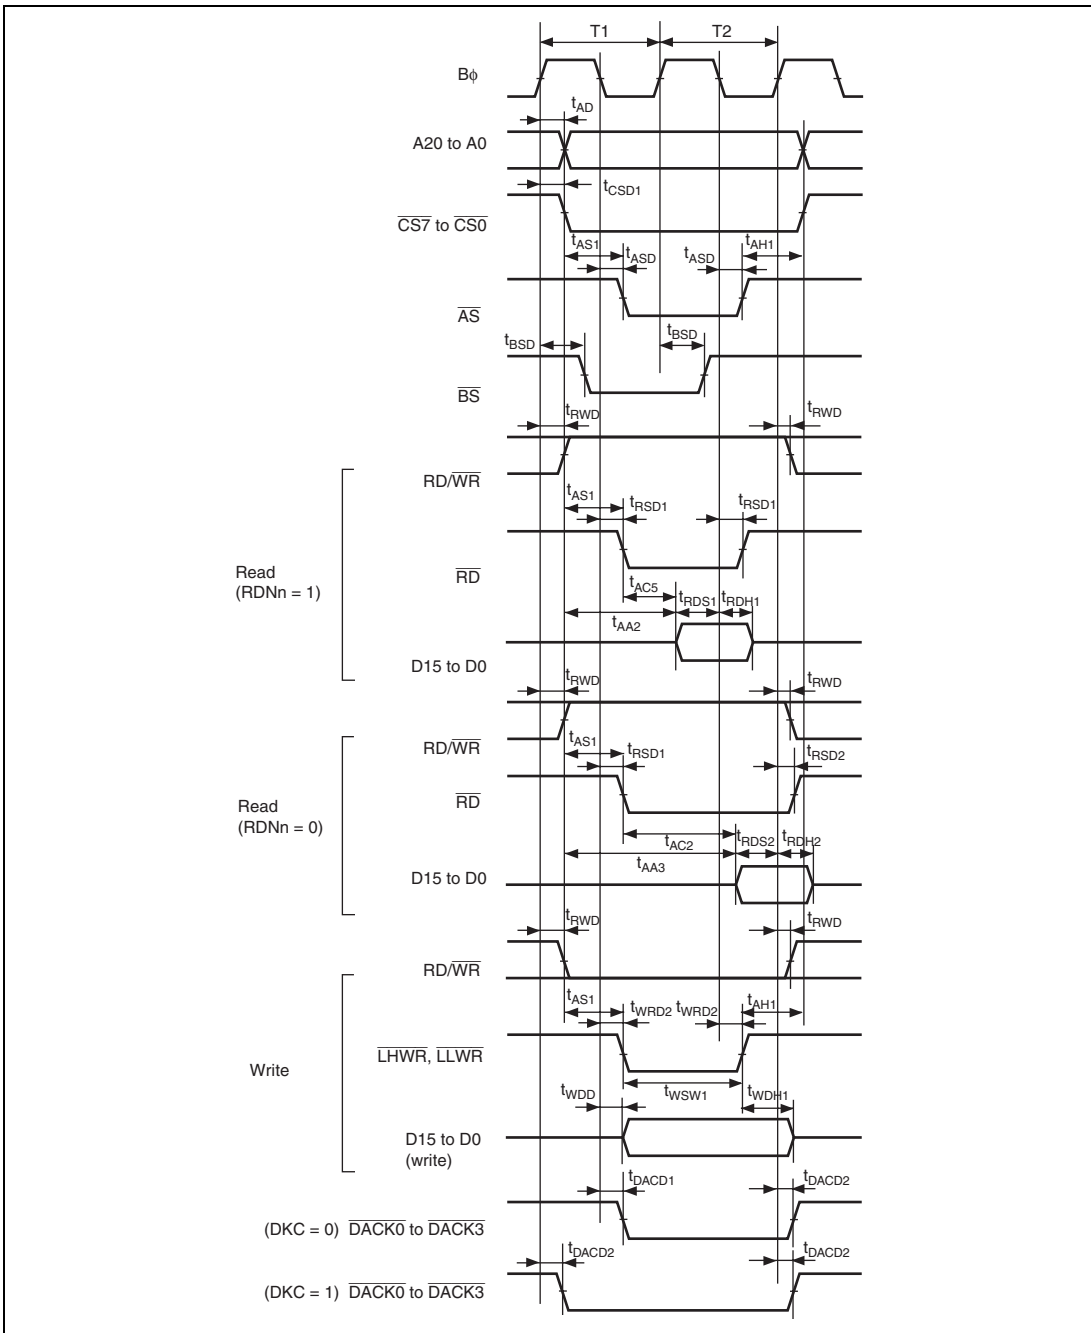 T1 T2
Bϕ
tAD
A20 to A0
tCSD1
CS7 to CS0
tAS1 tASD tASD tAH1
AS
tBSD tBSD
BS
tRWD tRWD
RD/WR
tAS1 tRSD1 tRSD1
RD
Read
(RDNn = 1)
tAC5
tRDS1 tRDH1
tAA2
D15 to D0
tRWD tRWD
RD/WR
tAS1 tRSD1 tRSD2
RD
Read
(RDNn = 0)
tAC2 tRDS2 tRDH2
tAA3
D15 to D0
tRWD tRWD
RD/WR
tAS1 tWRD2 tWRD2 tAH1
LHWR, LLWR
Write
tWDD tWSW1 tWDH1
D15 to D0
(write)
tDACD1 tDACD2
(DKC = 0) DACK0 to DACK3
tDACD2 tDACD2
(DKC = 1) DACK0 to DACK3